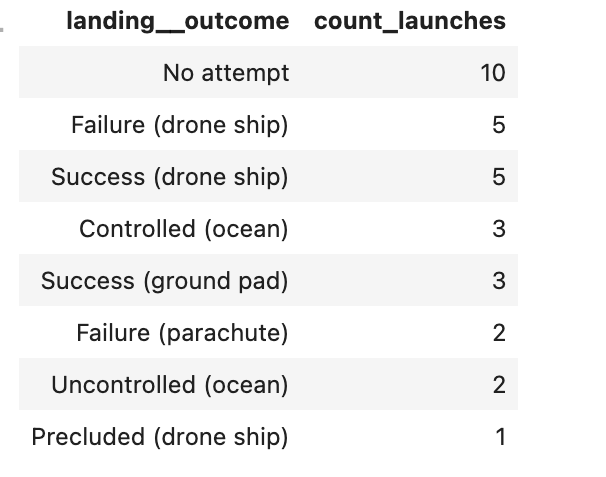 landing__outcome count_launches
No attempt 10
Failure (drone ship) 5
Success (drone ship) 5
Controlled (ocean) 3
Success (ground pad) 3
Failure (parachute) 2
Uncontrolled (ocean) 2
Precluded (drone ship) 1